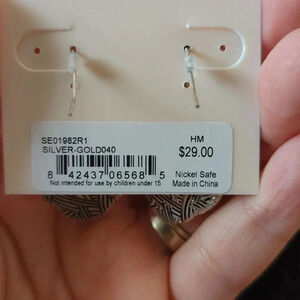 SE01982R1
HM
SILVER-GOLD040
$29.00
8 42437 06568 5
Nickel Safe
Not intended for use by children under 15
Made in China